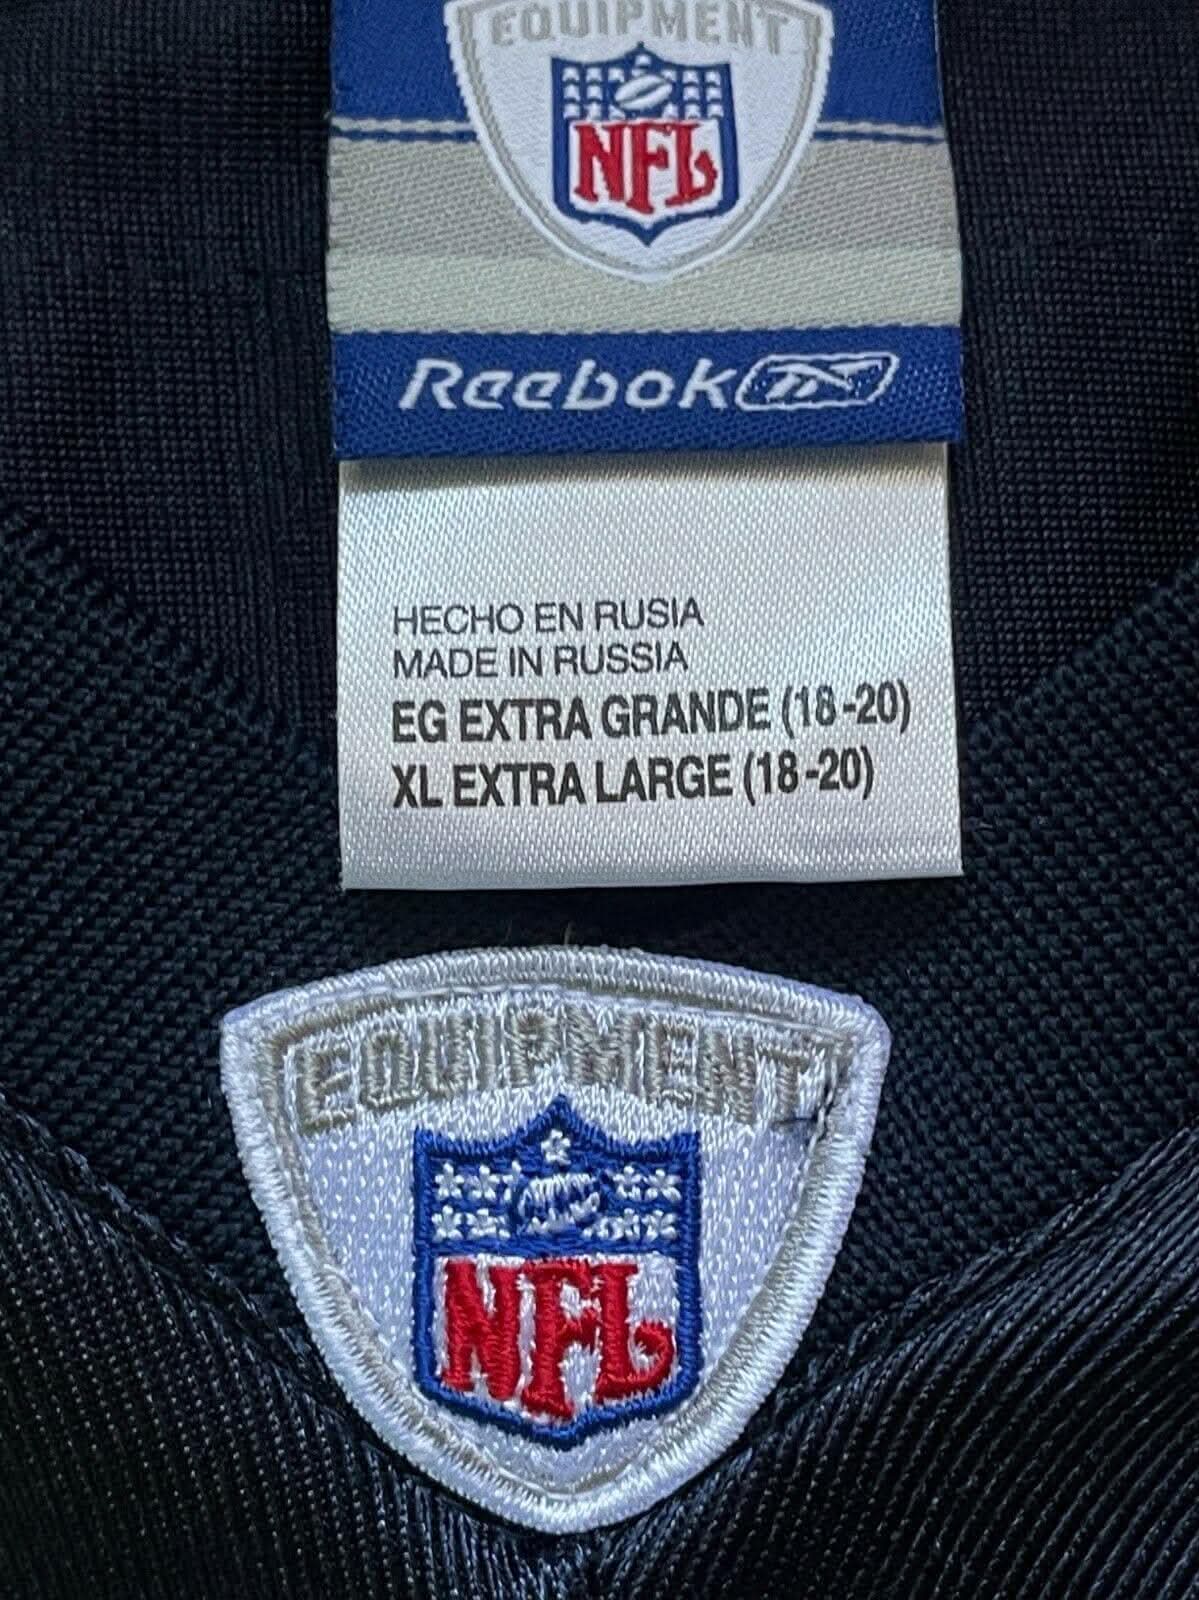 EQUIPMENT
NFL
Reebok
HECHO EN RUSIA
MADE IN RUSSIA
EG EXTRA GRANDE (18-20)
XL EXTRA LARGE (18-20)
EQUIPMENT
NFL